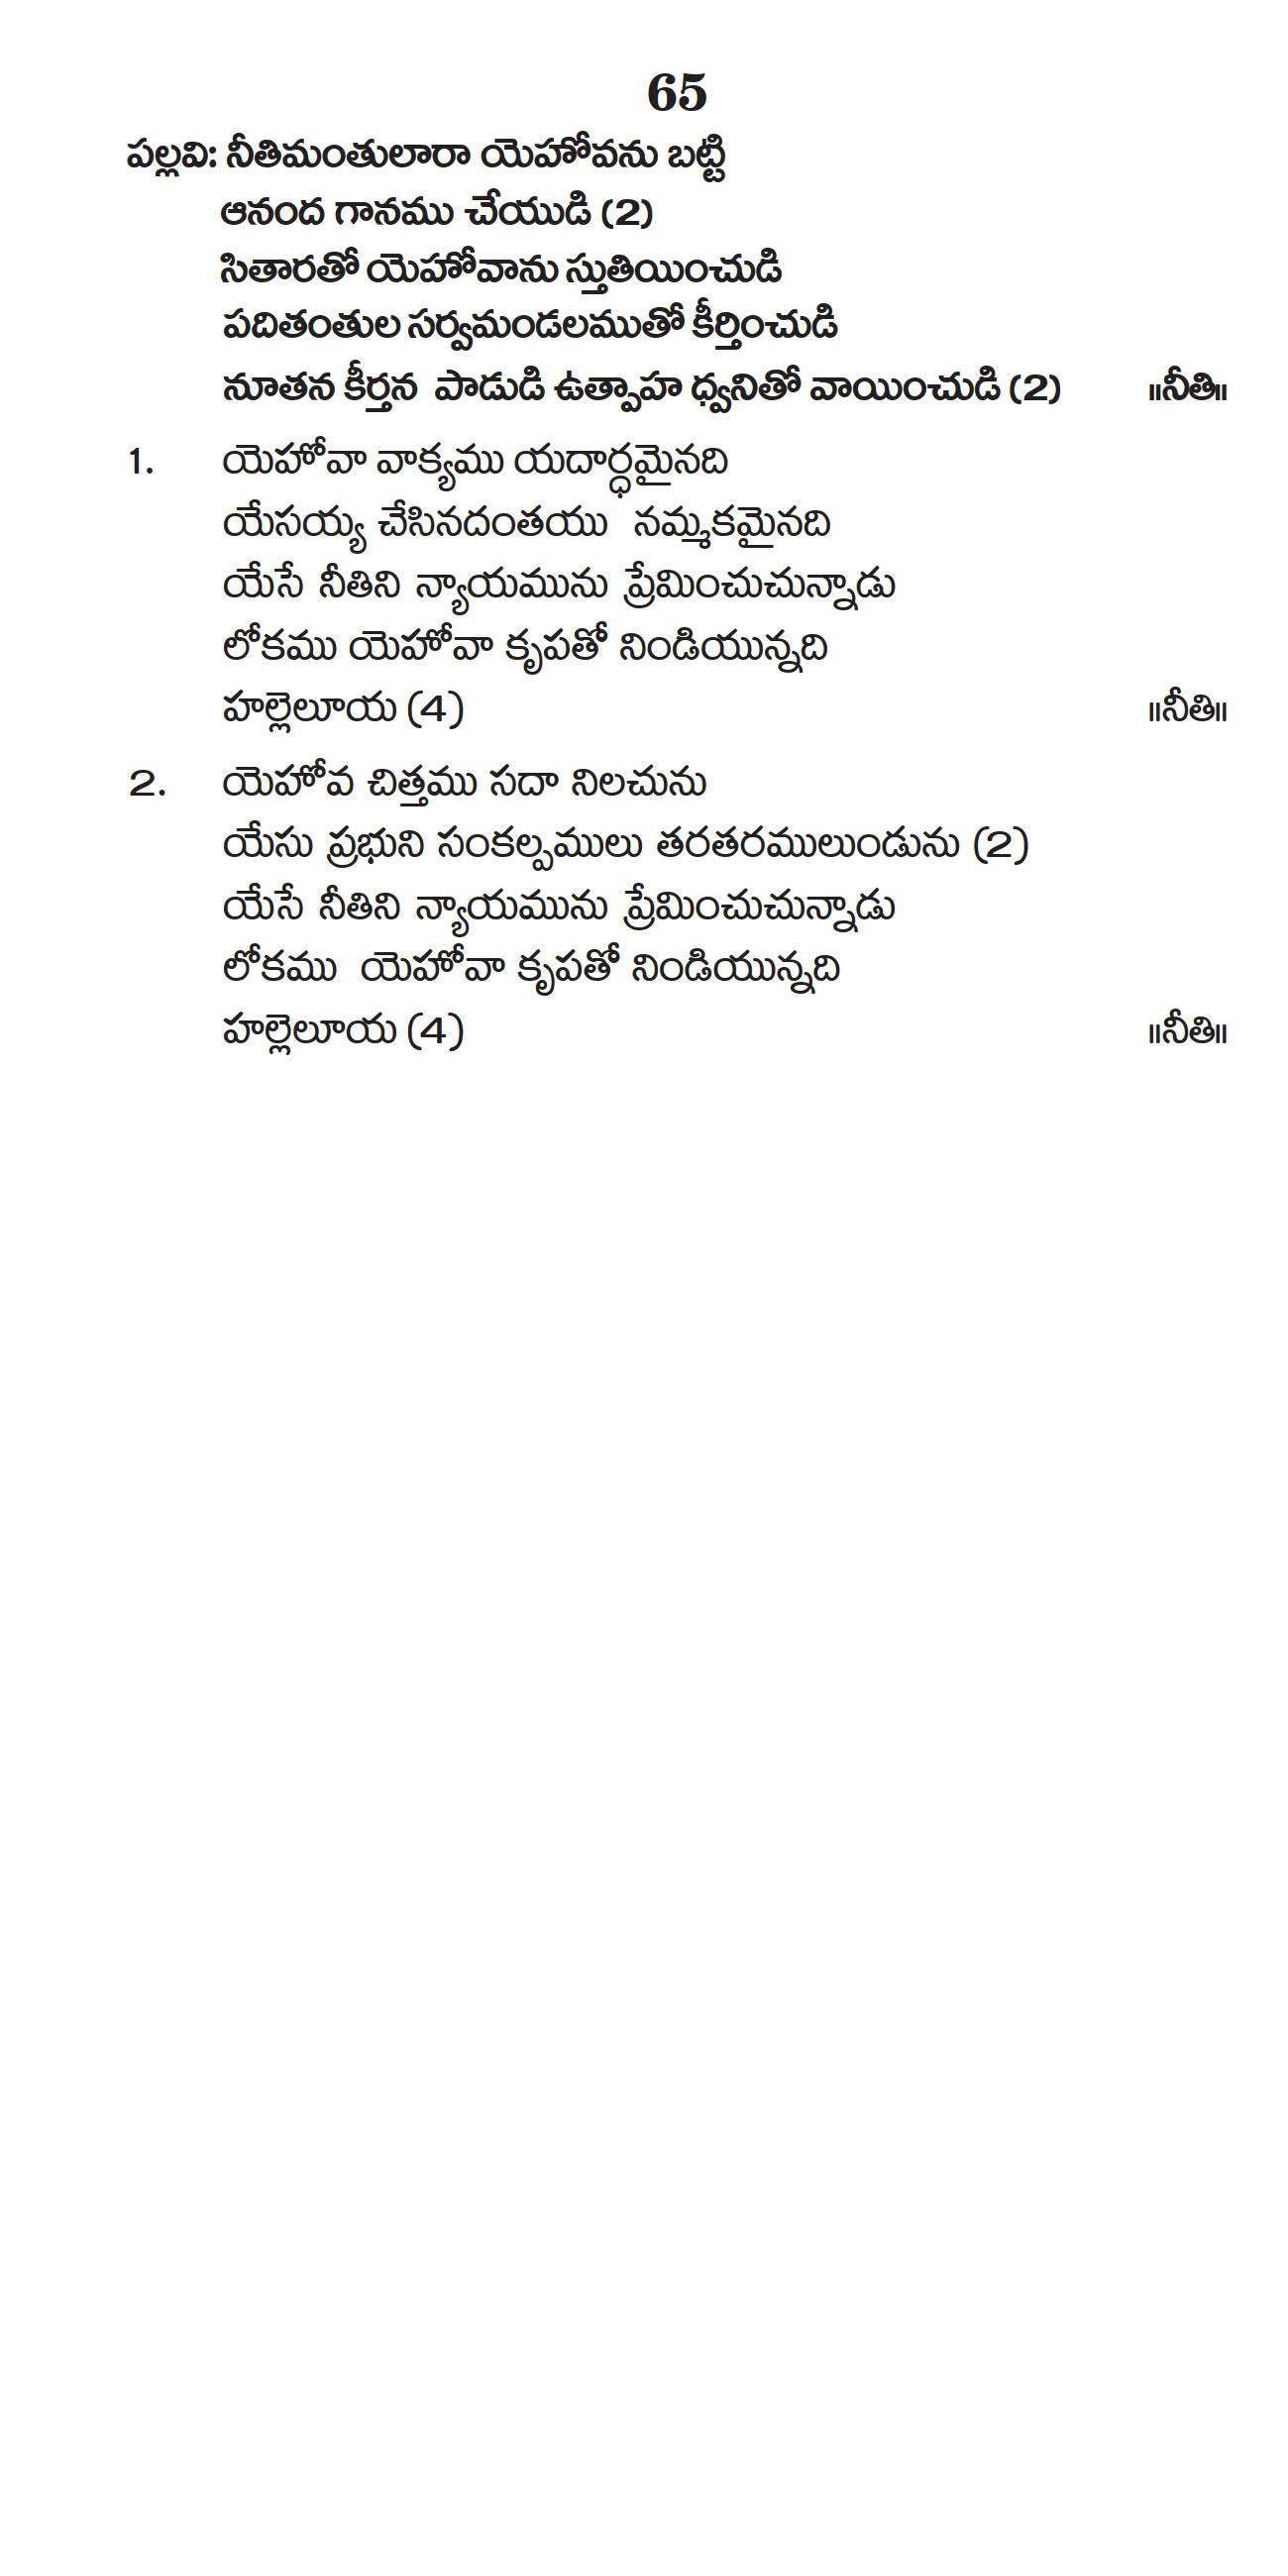 65
పల్లవి: నీతిమంతులారా యెహోవను బట్టి
ఆనంద గానము చేయుడి (2)
సితారతో యెహోవాను స్తుతియించుడి
పదితంతుల సర్వమండలముతో కీర్తించుడి
నూతన కీర్తన పాడుడి ఉత్పాహ ధ్వనితో వాయించుడి (2) ॥నీతి॥
1. యెహోవా వాక్యము యదార్ధమైనది
యేసయ్య చేసినదంతయు నమ్మకమైనది
యేసే నీతిని న్యాయమును ప్రేమించుచున్నాడు
లోకము యెహోవా కృపతో నిండియున్నది
హల్లెలూయ (4) ॥నీతి॥
2. యెహోవ చిత్తము సదా నిలచును
యేసు ప్రభుని సంకల్పములు తరతరములుండును (2)
యేసే నీతిని న్యాయమును ప్రేమించుచున్నాడు
లోకము యెహోవా కృపతో నిండియున్నది
హల్లెలూయ (4) ॥నీతి॥